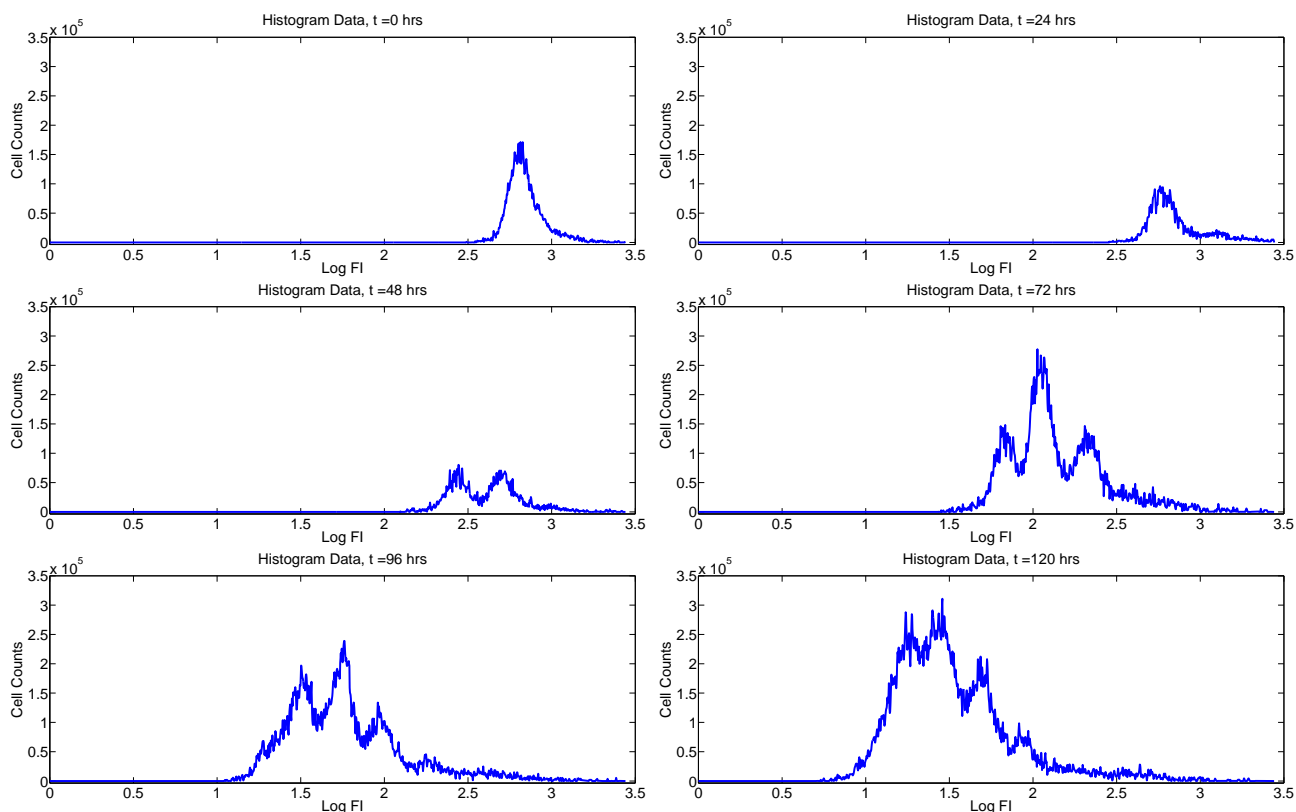 Histogram Data, t =0 hrs
x 10^5
3.5
3
2.5
2
1.5
1
0.5
0
Cell Counts
0 0.5 1 1.5 2 2.5 3 3.5
Log FI
Histogram Data, t =24 hrs
x 10^5
3.5
3
2.5
2
1.5
1
0.5
0
Cell Counts
0 0.5 1 1.5 2 2.5 3 3.5
Log FI
Histogram Data, t =48 hrs
x 10^5
3.5
3
2.5
2
1.5
1
0.5
0
Cell Counts
0 0.5 1 1.5 2 2.5 3 3.5
Log FI
Histogram Data, t =72 hrs
x 10^5
3.5
3
2.5
2
1.5
1
0.5
0
Cell Counts
0 0.5 1 1.5 2 2.5 3 3.5
Log FI
Histogram Data, t =96 hrs
x 10^5
3.5
3
2.5
2
1.5
1
0.5
0
Cell Counts
0 0.5 1 1.5 2 2.5 3 3.5
Log FI
Histogram Data, t =120 hrs
x 10^5
3.5
3
2.5
2
1.5
1
0.5
0
Cell Counts
0 0.5 1 1.5 2 2.5 3 3.5
Log FI